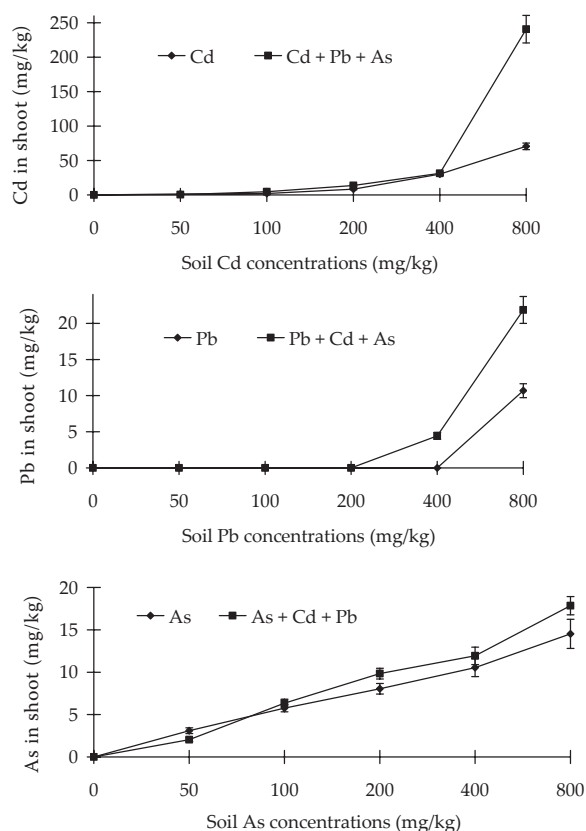 Cd in shoot (mg/kg)
250
200
150
100
50
0
Cd
Cd + Pb + As
0 50 100 200 400 800
Soil Cd concentrations (mg/kg)
Pb in shoot (mg/kg)
20
15
10
5
0
Pb
Pb + Cd + As
0 50 100 200 400 800
Soil Pb concentrations (mg/kg)
As in shoot (mg/kg)
20
15
10
5
0
As
As + Cd + Pb
0 50 100 200 400 800
Soil As concentrations (mg/kg)